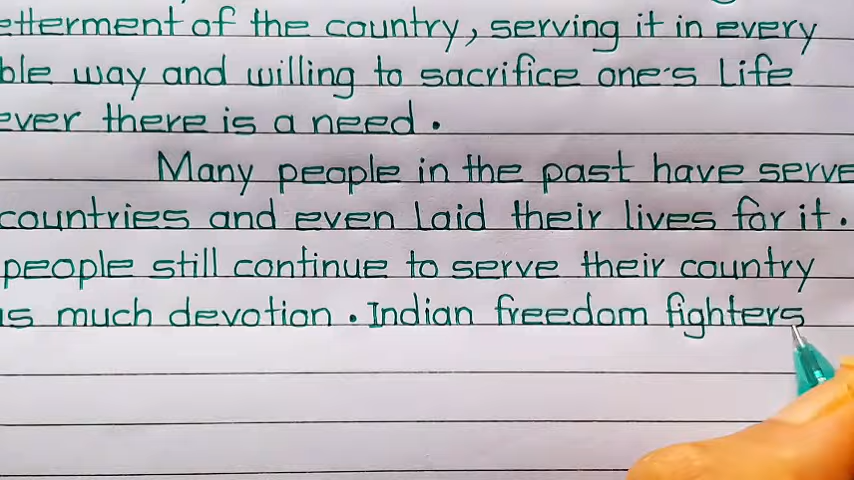 etterment of the country, serving it in every
ble way and willing to sacrifice one's Life
ever there is a need.
Many people in the past have serve
countries and even laid their lives for it.
people still continue to serve their country
is much devotion. Indian freedom fighters